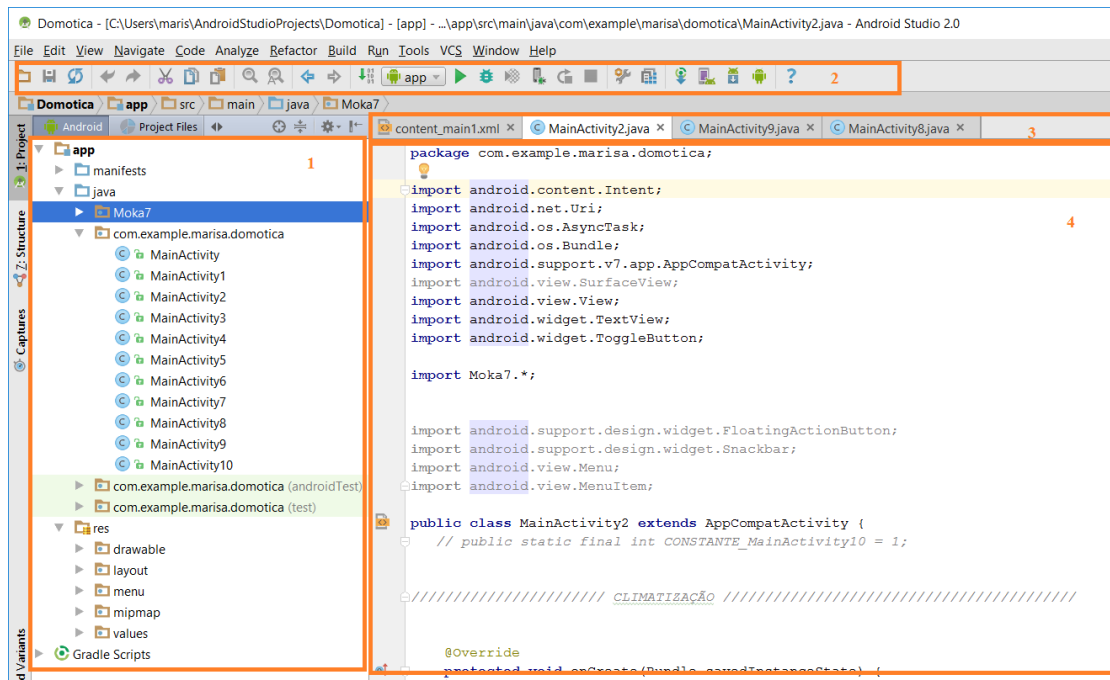 Domotica - [C:\Users\maris\AndroidStudioProjects\Domotica] - [app] - ...\app\src\main\java\com\example\marisa\domotica\MainActivity2.java - Android Studio 2.0
File Edit View Navigate Code Analyze Refactor Build Run Tools VCS Window Help
app ? 2
Domotica app src main java Moka7
1: Project
Z: Structure
Captures
Variants
Android Project Files
1
app
manifests
java
Moka7
com.example.marisa.domotica
MainActivity
MainActivity1
MainActivity2
MainActivity3
MainActivity4
MainActivity5
MainActivity6
MainActivity7
MainActivity8
MainActivity9
MainActivity10
com.example.marisa.domotica (androidTest)
com.example.marisa.domotica (test)
res
drawable
layout
menu
mipmap
values
Gradle Scripts
content_main1.xml × MainActivity2.java × MainActivity9.java × MainActivity8.java × 3
4
package com.example.marisa.domotica;
import android.content.Intent;
import android.net.Uri;
import android.os.AsyncTask;
import android.os.Bundle;
import android.support.v7.app.AppCompatActivity;
import android.view.SurfaceView;
import android.view.View;
import android.widget.TextView;
import android.widget.ToggleButton;
import Moka7.*;
import android.support.design.widget.FloatingActionButton;
import android.support.design.widget.Snackbar;
import android.view.Menu;
import android.view.MenuItem;
public class MainActivity2 extends AppCompatActivity {
// public static final int CONSTANTE_MainActivity10 = 1;
/////////////////////// CLIMATIZAÇÃO //////////////////////////////////////////
@Override
protected void onCreate(Bundle savedInstanceState) {